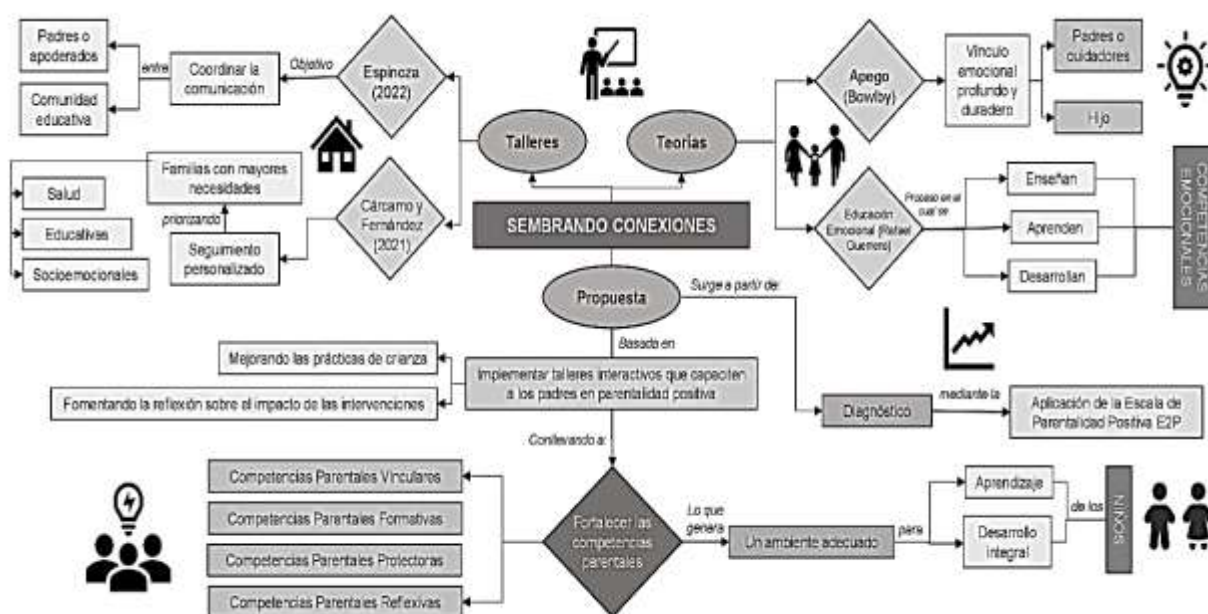 Padres o
apoderados
Comunidad
educativa
entre
Coordinar la
comunicación
Objetivo
Espinoza
(2022)
Talleres
Familias con mayores
necesidades
Salud
Educativas
Socioemocionales
priorizando
Seguimiento
personalizado
Cárcamo y
Fernández
(2021)
Teorías
Apego
(Bowlby)
Vínculo
emocional
profundo y
duradero
Padres o
cuidadores
Hijo
Educación
Emocional (Rafael
Guerrero)
Proceso en el
cual se
Enseñan
Aprenden
Desarrollan
COMPETENCIAS
EMOCIONALES
SEMBRANDO CONEXIONES
Propuesta
Surge a partir de:
Diagnóstico
mediante la
Aplicación de la Escala de
Parentalidad Positiva E2P
Basada en
Implementar talleres interactivos que capaciten
a los padres en parentalidad positiva
Mejorando las prácticas de crianza
Fomentando la reflexión sobre el impacto de las intervenciones
Conllevando a:
Fortalecer las
competencias
parentales
Competencias Parentales Vinculares
Competencias Parentales Formativas
Competencias Parentales Protectoras
Competencias Parentales Reflexivas
Lo que
genera
Un ambiente adecuado
para
Aprendizaje
Desarrollo
integral
de los
NIÑOS